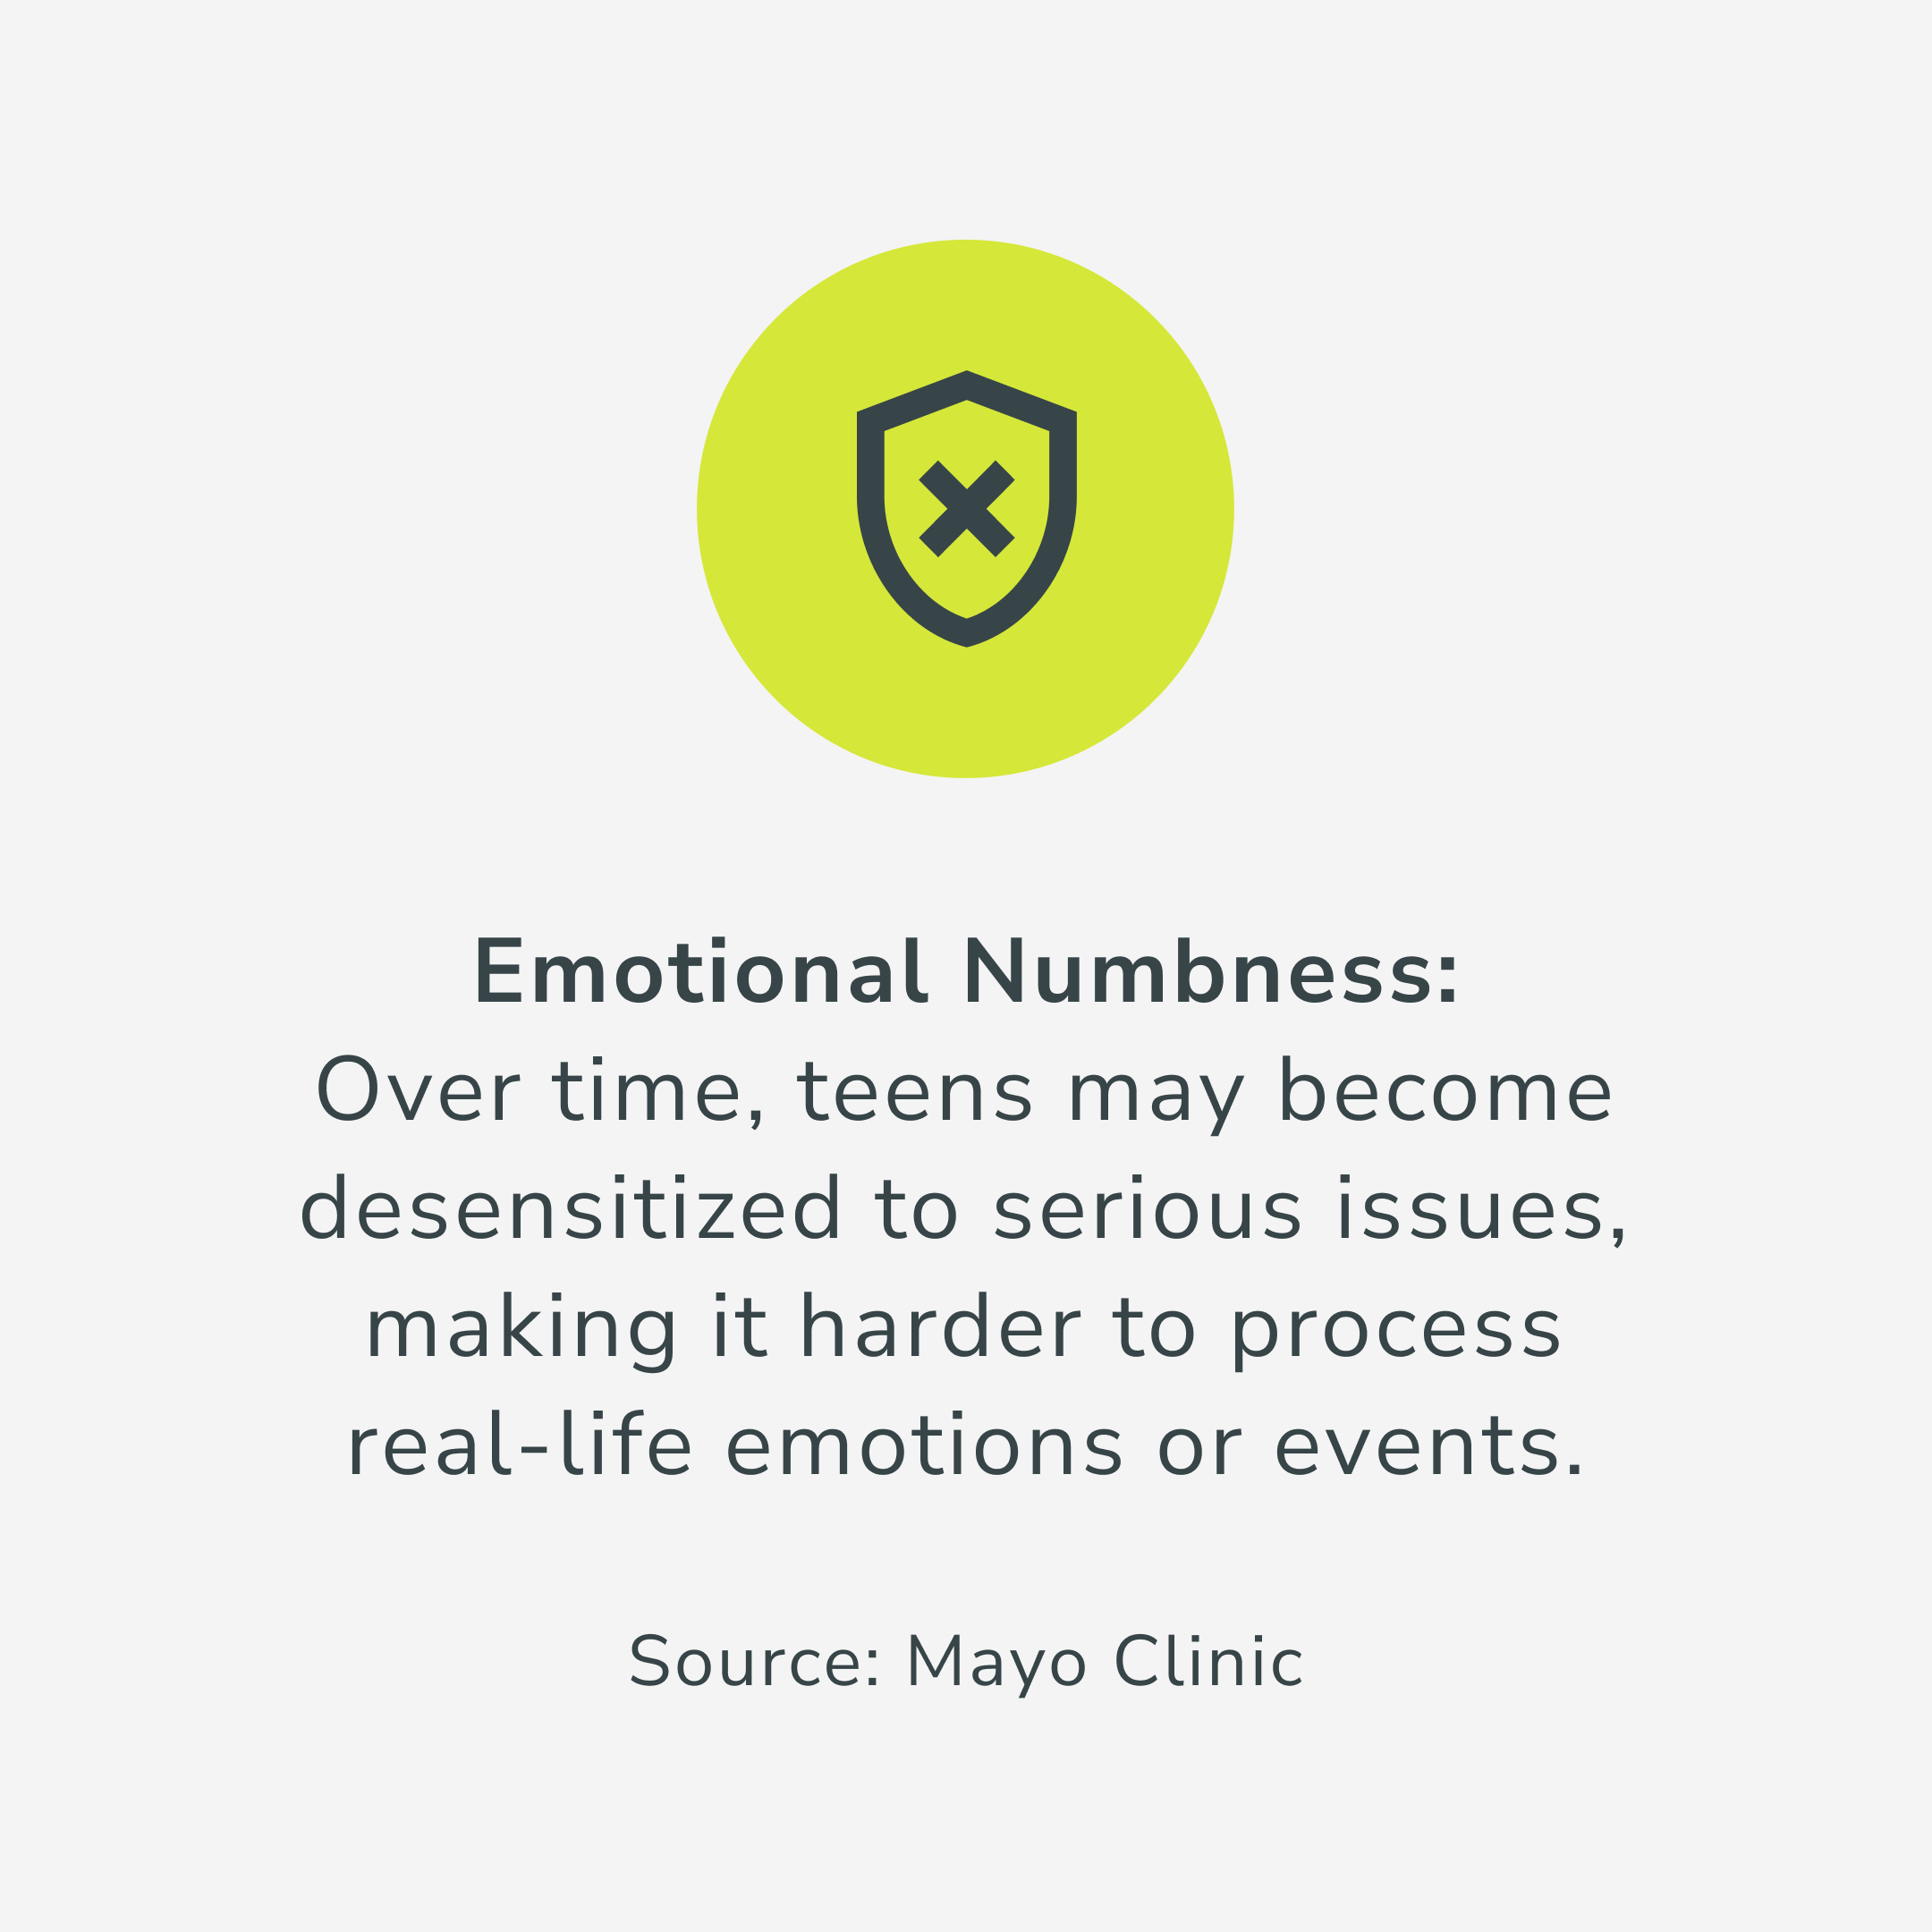 Emotional Numbness:
Over time, teens may become
desensitized to serious issues,
making it harder to process
real-life emotions or events.
Source: Mayo Clinic